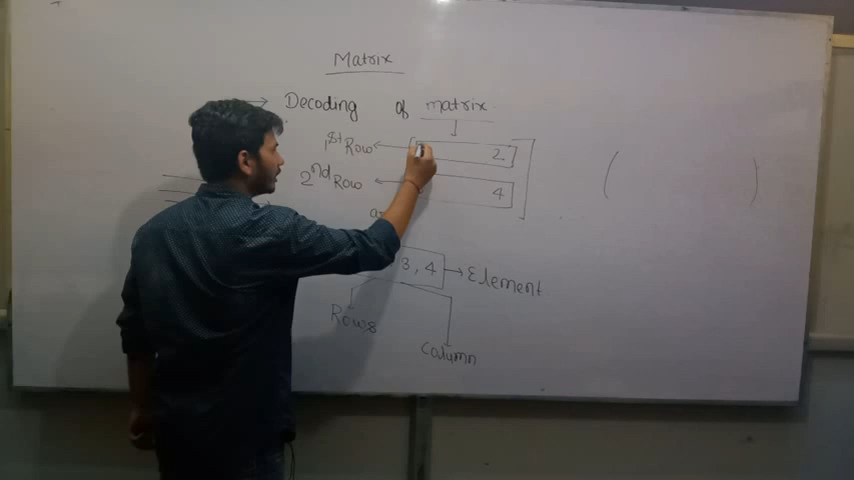 Matrix
Decoding of matrix
1st Row 2
2nd Row 4
3, 4 Element
Rows
Column